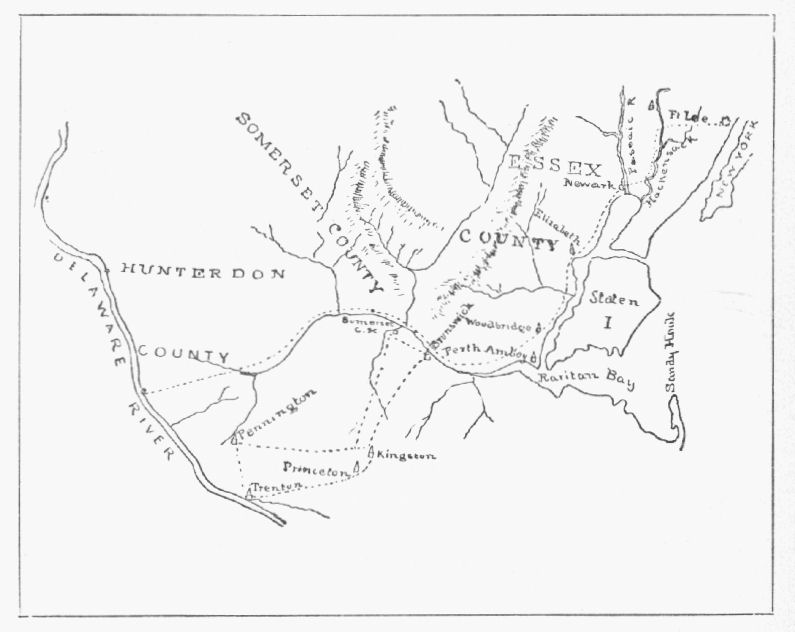 SOMERSET COUNTY
ESSEX
COUNTY
Passaic R
Hackensack
Ft Lee
NEW YORK
Newark
Elizabeth
HUNTERDON
COUNTY
DELAWARE
RIVER
Somerset
C. H
Brunswick
Woodbridge
Perth Amboy
Staten
I
Raritan Bay
Sandy Hook
Pennington
Kingston
Princeton
Trenton